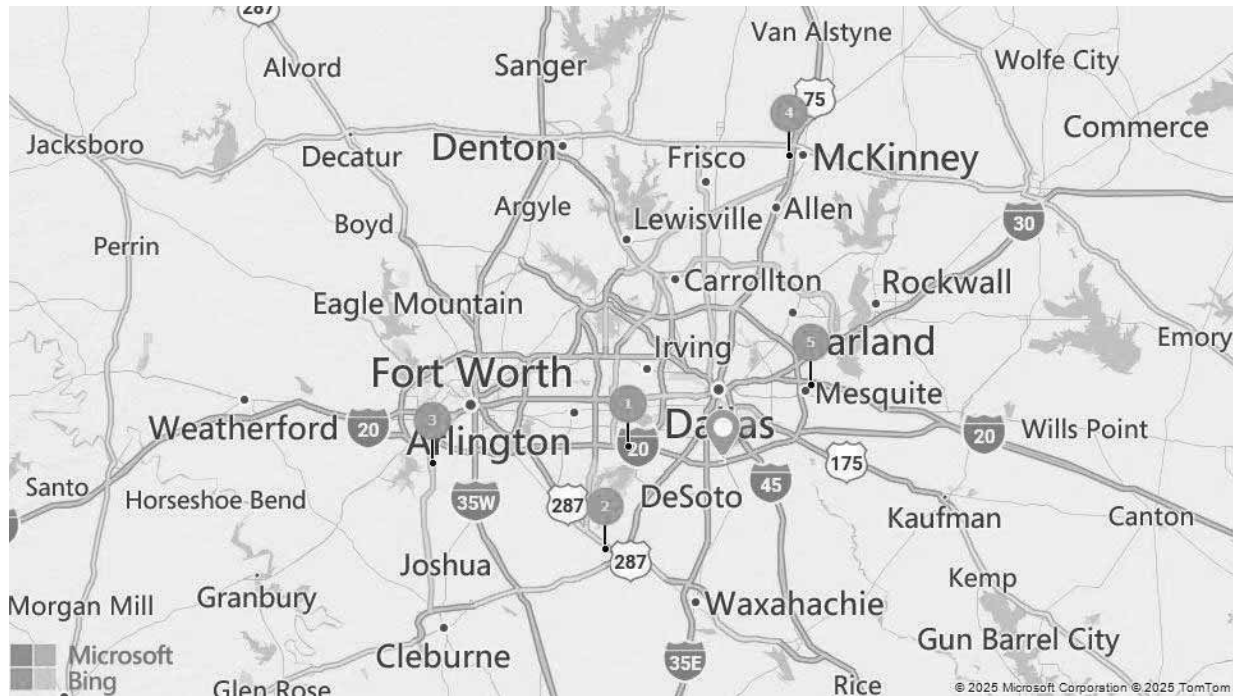 287
Van Alstyne
Sanger
Alvord
Wolfe City
75
4
Commerce
Jacksboro
Decatur
Denton
Frisco
McKinney
Argyle
Lewisville
Allen
Boyd
30
Perrin
Carrollton
Rockwall
Eagle Mountain
Irving
5
arland
Emory
Fort Worth
Mesquite
1
3
20
Weatherford
Arlington
20
Dallas
20
Wills Point
175
Santo
Horseshoe Bend
35W
287
2
DeSoto
45
Kaufman
Canton
287
Joshua
Kemp
Morgan Mill
Granbury
Waxahachie
Gun Barrel City
Microsoft
Bing
Cleburne
35E
Glen Rose
Rice
© 2025 Microsoft Corporation © 2025 TomTom